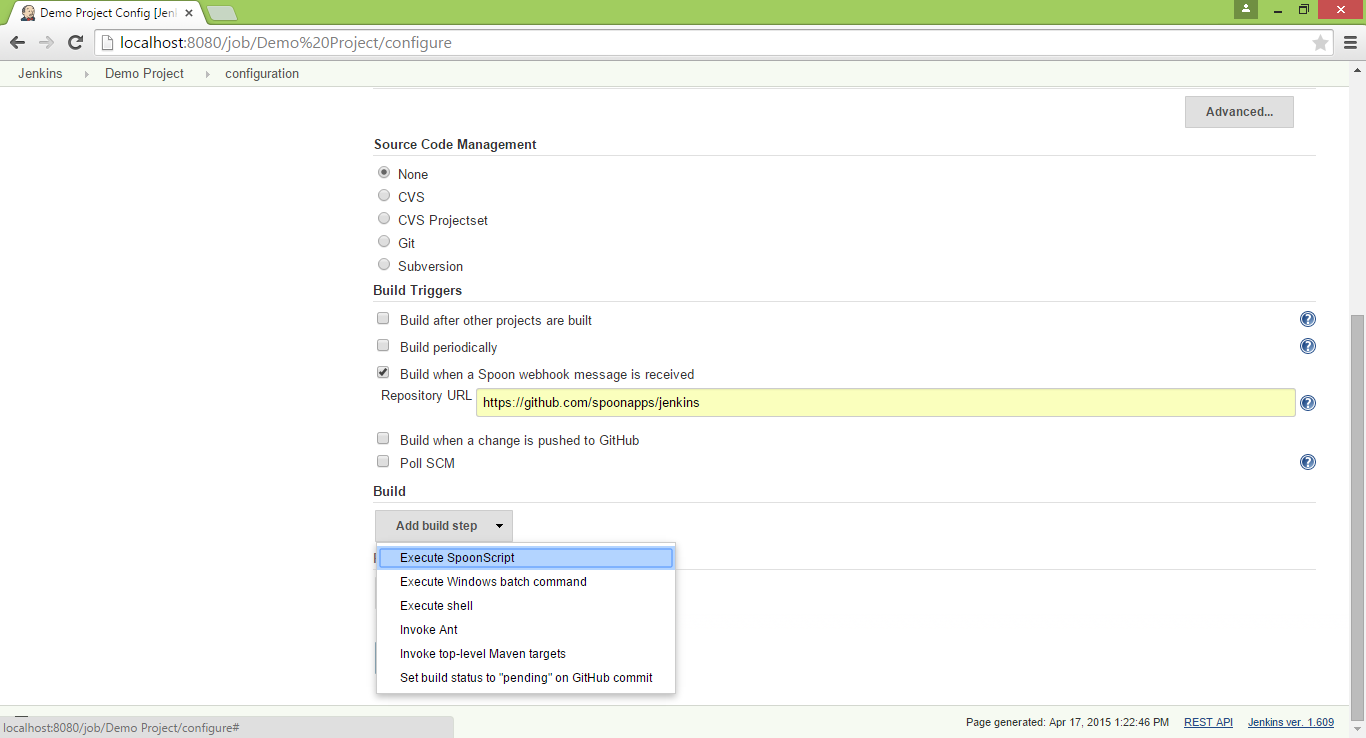 Demo Project Config [Jenk
localhost:8080/job/Demo%20Project/configure
Jenkins Demo Project configuration
Advanced...
Source Code Management
None
CVS
CVS Projectset
Git
Subversion
Build Triggers
Build after other projects are built
Build periodically
Build when a Spoon webhook message is received
Repository URL https://github.com/spoonapps/jenkins
Build when a change is pushed to GitHub
Poll SCM
Build
Add build step
Execute SpoonScript
Execute Windows batch command
Execute shell
Invoke Ant
Invoke top-level Maven targets
Set build status to "pending" on GitHub commit
Page generated: Apr 17, 2015 1:22:46 PM REST API Jenkins ver. 1.609
localhost:8080/job/Demo Project/configure#